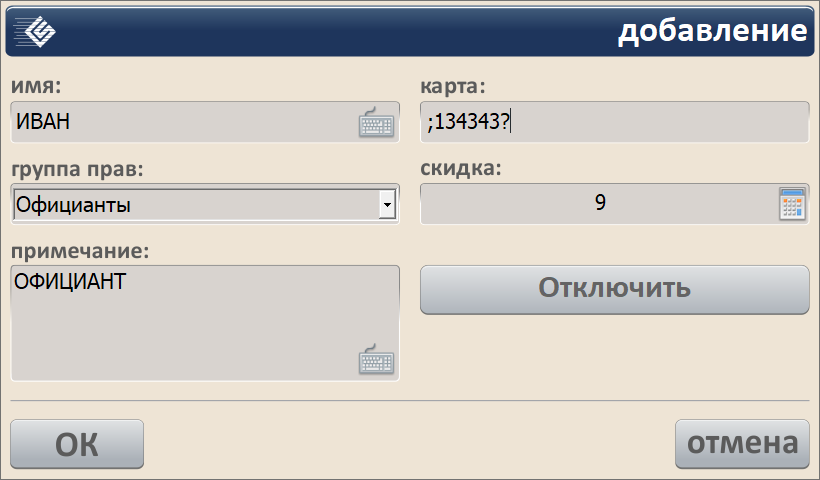 добавление
имя:
ИВАН
карта:
;134343?
группа прав:
Официанты
скидка:
9
примечание:
ОФИЦИАНТ
Отключить
ОК
отмена